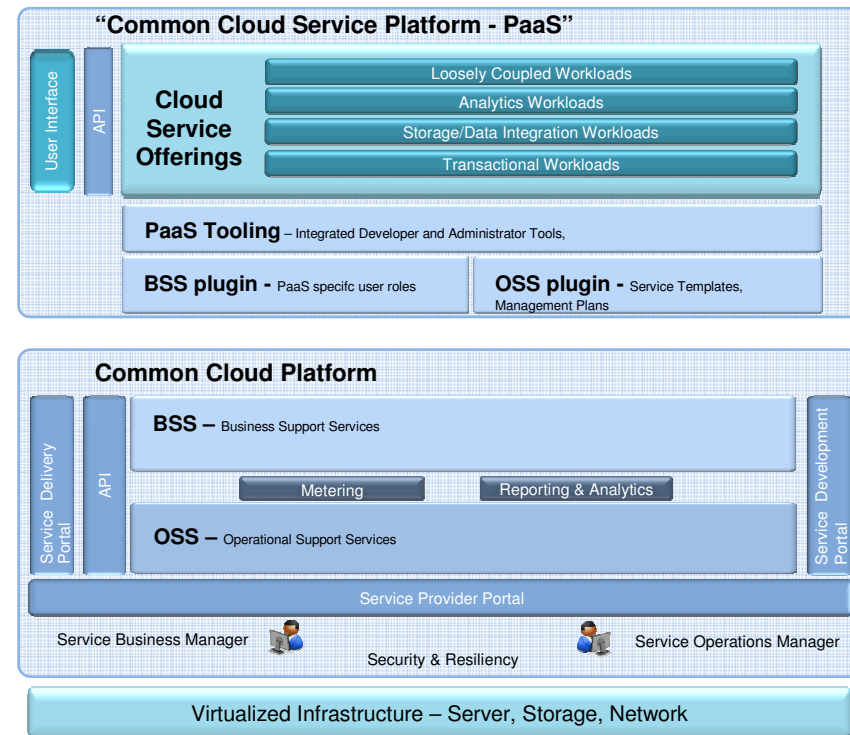 “Common Cloud Service Platform - PaaS”
User Interface
API
Cloud
Service
Offerings
Loosely Coupled Workloads
Analytics Workloads
Storage/Data Integration Workloads
Transactional Workloads
PaaS Tooling – Integrated Developer and Administrator Tools,
BSS plugin - PaaS specifc user roles
OSS plugin - Service Templates,
Management Plans
Common Cloud Platform
Service Delivery
Portal
API
BSS – Business Support Services
Metering
Reporting & Analytics
OSS – Operational Support Services
Service Development
Portal
Service Provider Portal
Service Business Manager
Service Operations Manager
Security & Resiliency
Virtualized Infrastructure – Server, Storage, Network